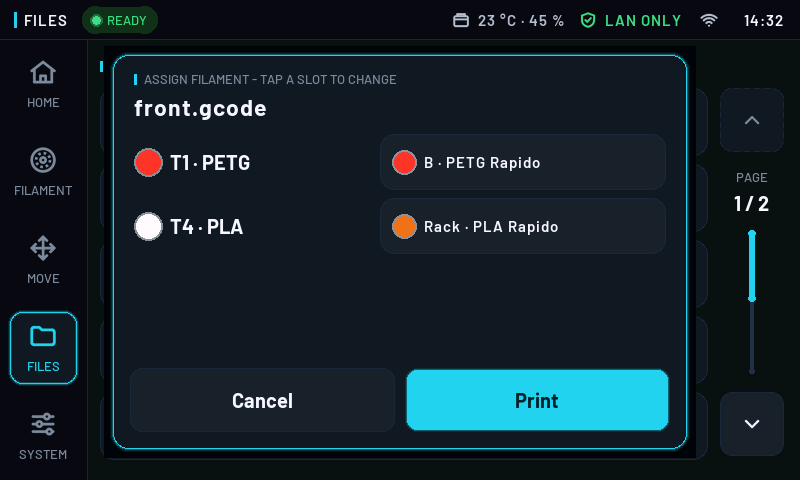 FILES
READY
23 °C · 45 %
LAN ONLY
14:32
HOME
FILAMENT
MOVE
FILES
SYSTEM
ASSIGN FILAMENT - TAP A SLOT TO CHANGE
front.gcode
T1 · PETG
B · PETG Rapido
T4 · PLA
Rack · PLA Rapido
Cancel
Print
PAGE
1 / 2